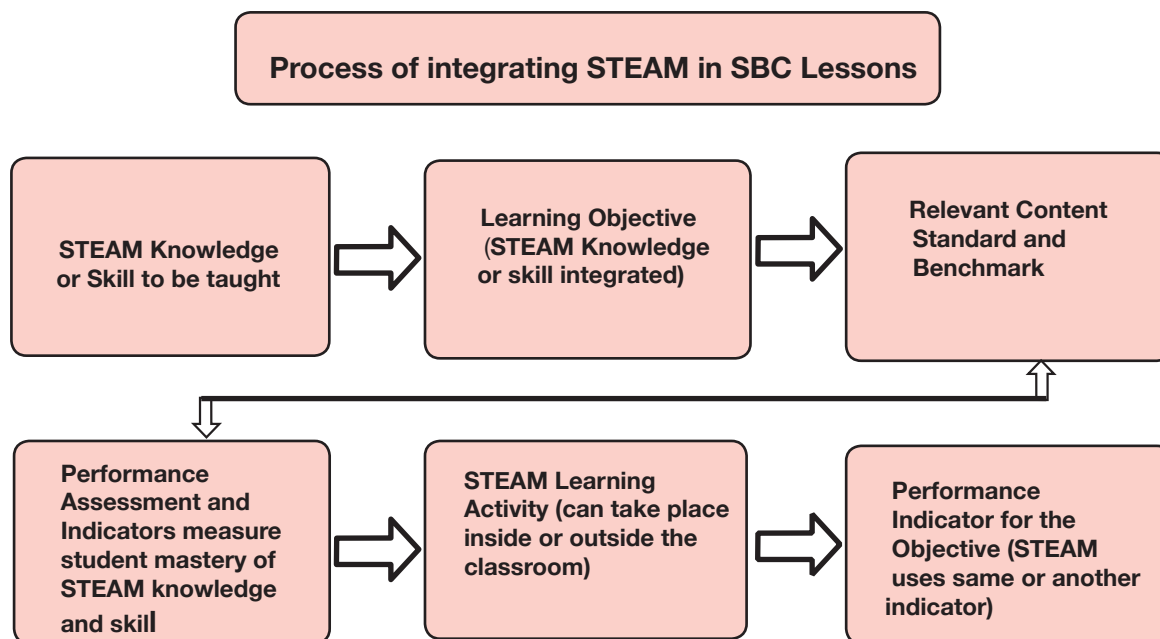 Process of integrating STEAM in SBC Lessons
STEAM Knowledge
or Skill to be taught
Learning Objective
(STEAM Knowledge
or skill integrated)
Relevant Content
Standard and
Benchmark
Performance
Assessment and
Indicators measure
student mastery of
STEAM knowledge
and skill
STEAM Learning
Activity (can take place
inside or outside the
classroom)
Performance
Indicator for the
Objective (STEAM
uses same or another
indicator)